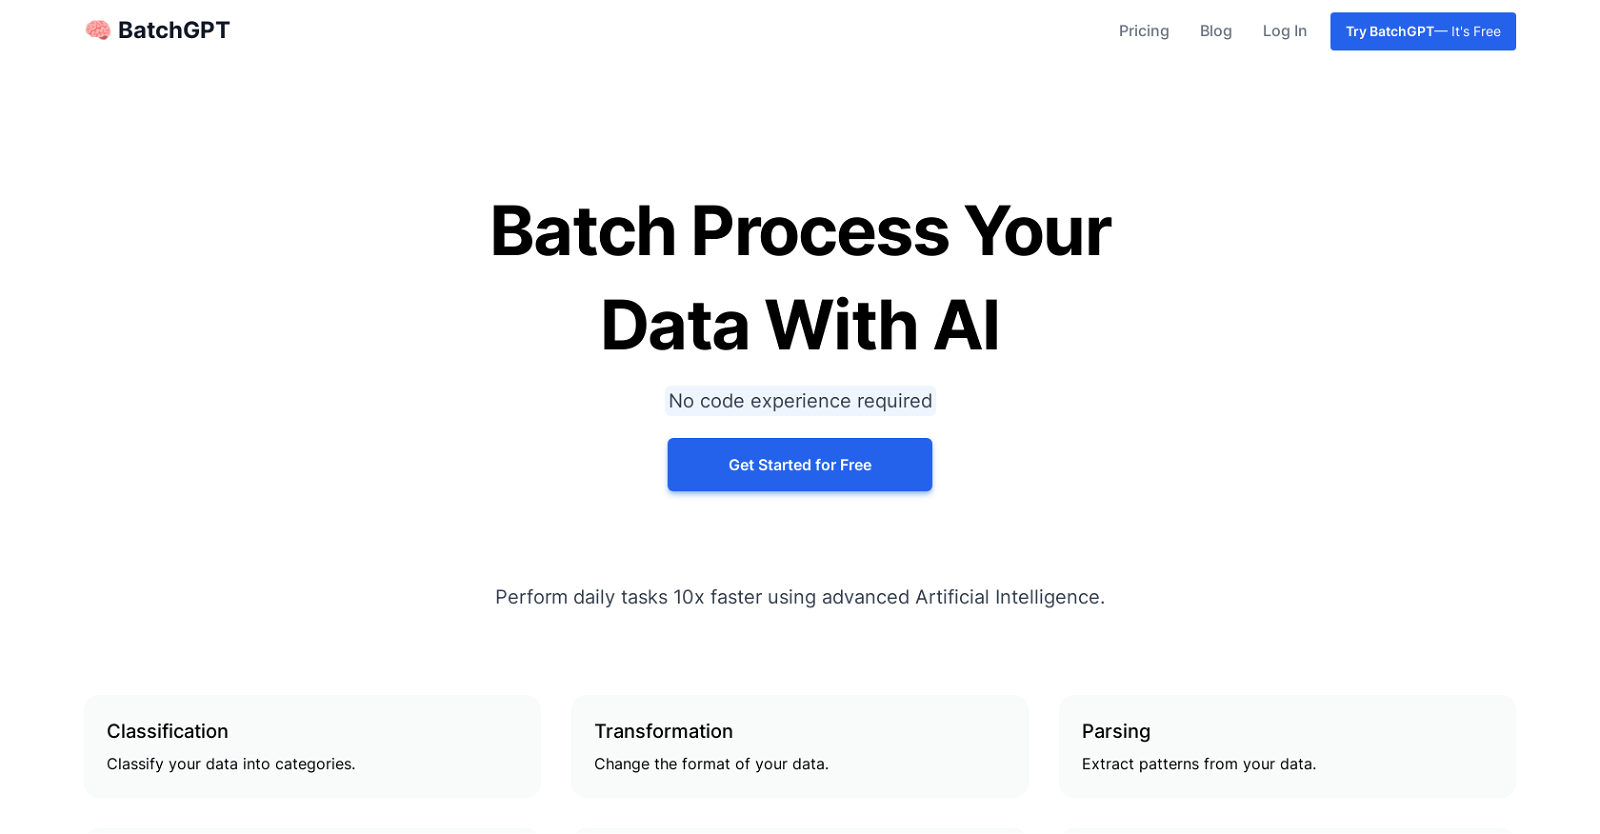 🧠 BatchGPT
Pricing
Blog
Log In
Try BatchGPT— It's Free
Batch Process Your
Data With AI
No code experience required
Get Started for Free
Perform daily tasks 10x faster using advanced Artificial Intelligence.
Classification
Classify your data into categories.
Transformation
Change the format of your data.
Parsing
Extract patterns from your data.